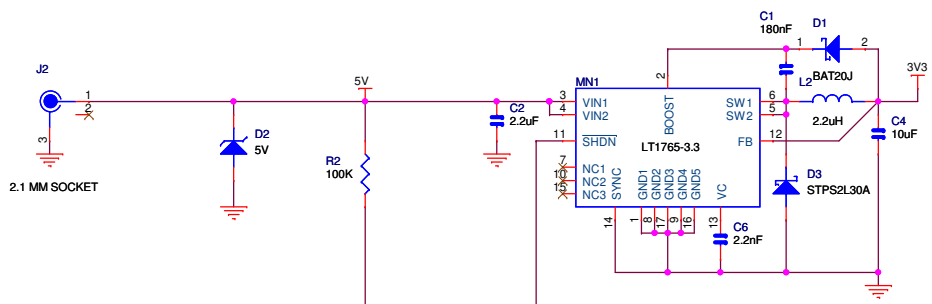 C1
180nF
D1
1
2
BAT20J
3V3
J2
1
2
3
2.1 MM SOCKET
5V
D2
5V
R2
100K
C2
2.2uF
MN1
2
3
VIN1
4
VIN2
BOOST
SW1
6
SW2
5
11
SHDN
LT1765-3.3
FB
12
L2
2.2uH
C4
10uF
7
NC1
10
NC2
15
NC3
SYNC
GND1
GND2
GND3
GND4
GND5
VC
14
1
8
17
9
16
13
C6
2.2nF
D3
STPS2L30A